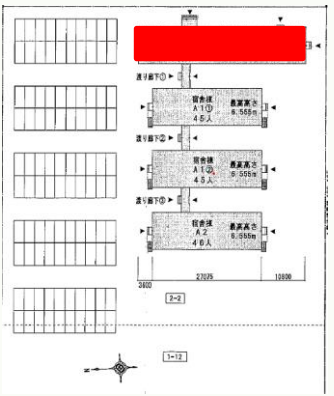 渡り廊下①
宿舎棟
A1①
45人
最高高さ
6.555m
渡り廊下②
宿舎棟
A1②
45人
最高高さ
6.555m
渡り廊下③
宿舎棟
A2
46人
最高高さ
6.555m
27075
10800
3600
2-2
1-12
N